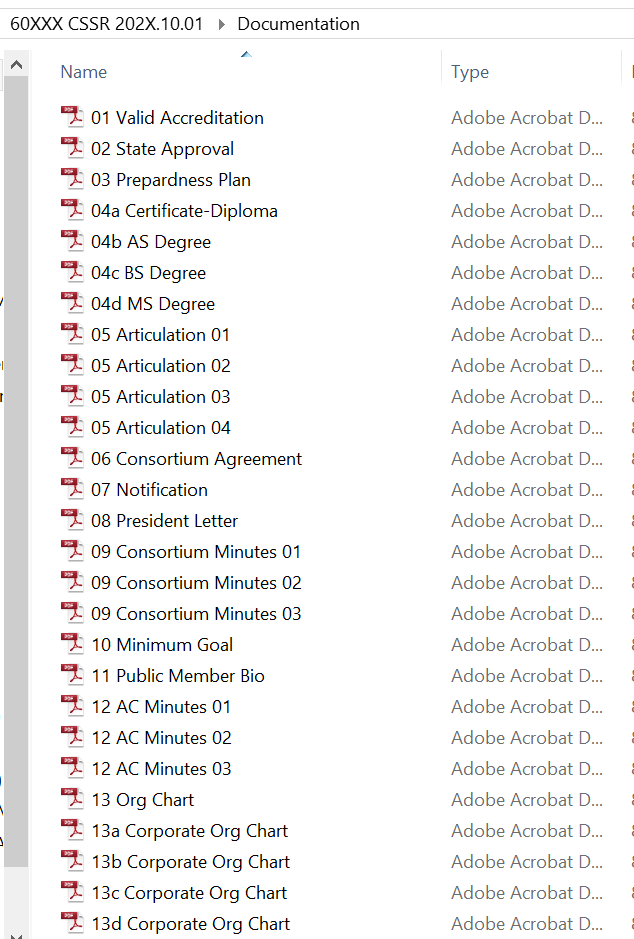 60XXX CSSR 202X.10.01 Documentation
Name Type
01 Valid Accreditation Adobe Acrobat D...
02 State Approval Adobe Acrobat D...
03 Prepardness Plan Adobe Acrobat D...
04a Certificate-Diploma Adobe Acrobat D...
04b AS Degree Adobe Acrobat D...
04c BS Degree Adobe Acrobat D...
04d MS Degree Adobe Acrobat D...
05 Articulation 01 Adobe Acrobat D...
05 Articulation 02 Adobe Acrobat D...
05 Articulation 03 Adobe Acrobat D...
05 Articulation 04 Adobe Acrobat D...
06 Consortium Agreement Adobe Acrobat D...
07 Notification Adobe Acrobat D...
08 President Letter Adobe Acrobat D...
09 Consortium Minutes 01 Adobe Acrobat D...
09 Consortium Minutes 02 Adobe Acrobat D...
09 Consortium Minutes 03 Adobe Acrobat D...
10 Minimum Goal Adobe Acrobat D...
11 Public Member Bio Adobe Acrobat D...
12 AC Minutes 01 Adobe Acrobat D...
12 AC Minutes 02 Adobe Acrobat D...
12 AC Minutes 03 Adobe Acrobat D...
13 Org Chart Adobe Acrobat D...
13a Corporate Org Chart Adobe Acrobat D...
13b Corporate Org Chart Adobe Acrobat D...
13c Corporate Org Chart Adobe Acrobat D...
13d Corporate Org Chart Adobe Acrobat D...